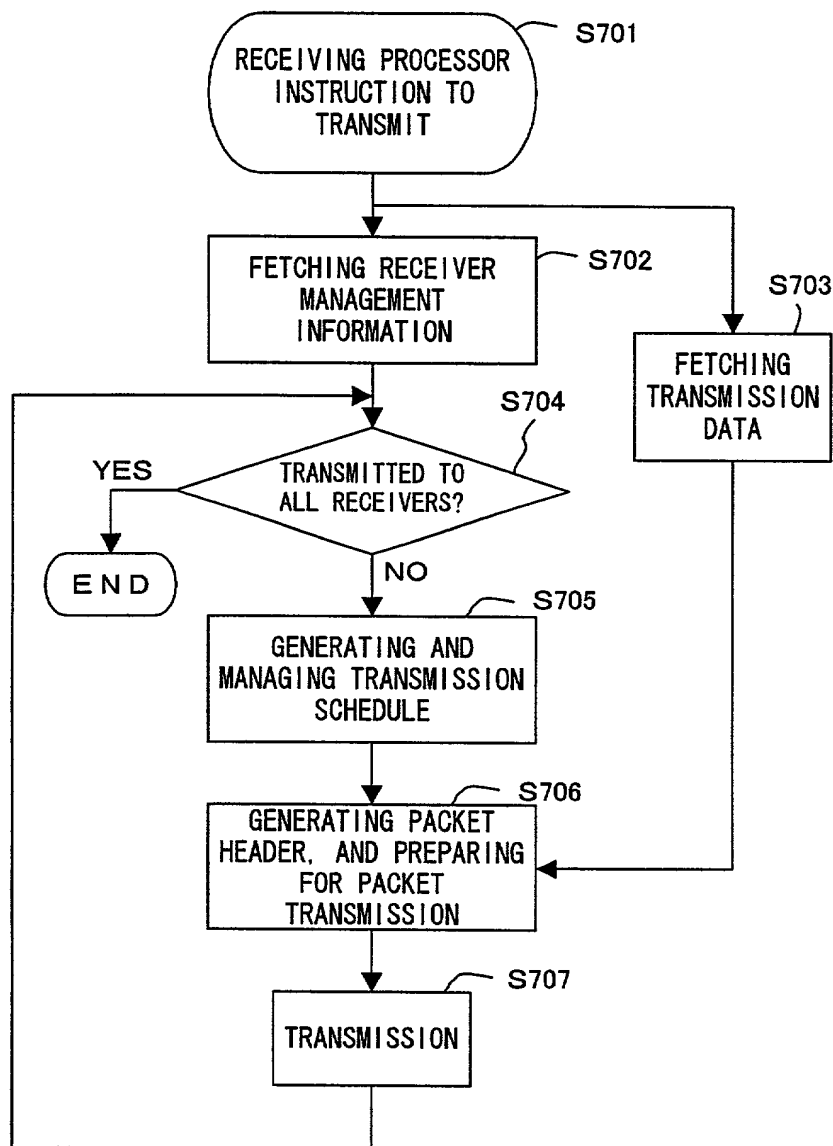 S701
RECEIVING PROCESSOR
INSTRUCTION TO
TRANSMIT
S702
FETCHING RECEIVER
MANAGEMENT
INFORMATION
S703
FETCHING
TRANSMISSION
DATA
S704
TRANSMITTED TO
ALL RECEIVERS?
YES
END
NO
S705
GENERATING AND
MANAGING TRANSMISSION
SCHEDULE
S706
GENERATING PACKET
HEADER, AND PREPARING
FOR PACKET
TRANSMISSION
S707
TRANSMISSION